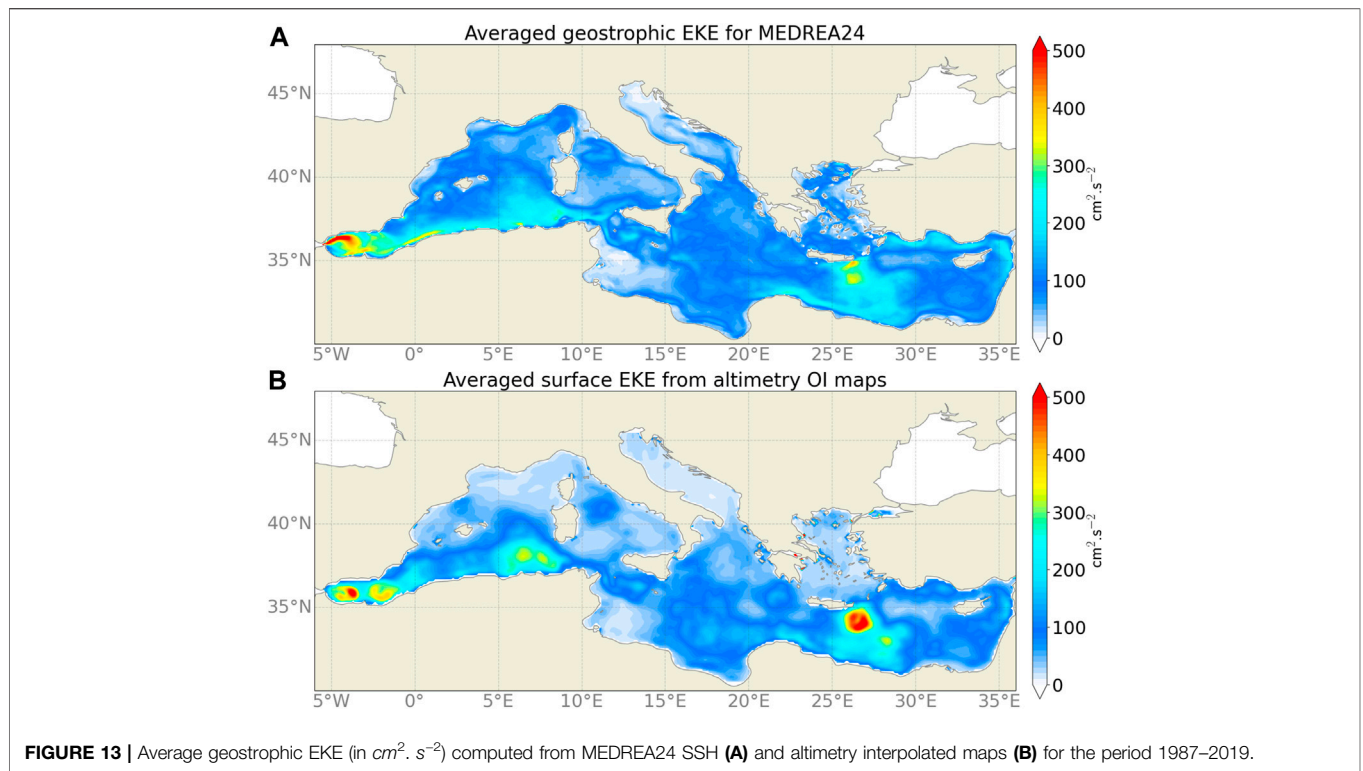 A
Averaged geostrophic EKE for MEDREA24
45°N
40°N
35°N
5°W 0° 5°E 10°E 15°E 20°E 25°E 30°E 35°E
500
400
300
200
100
0
cm².s⁻²
B
Averaged surface EKE from altimetry OI maps
45°N
40°N
35°N
5°W 0° 5°E 10°E 15°E 20°E 25°E 30°E 35°E
500
400
300
200
100
0
cm².s⁻²
FIGURE 13 | Average geostrophic EKE (in cm². s⁻²) computed from MEDREA24 SSH (A) and altimetry interpolated maps (B) for the period 1987–2019.